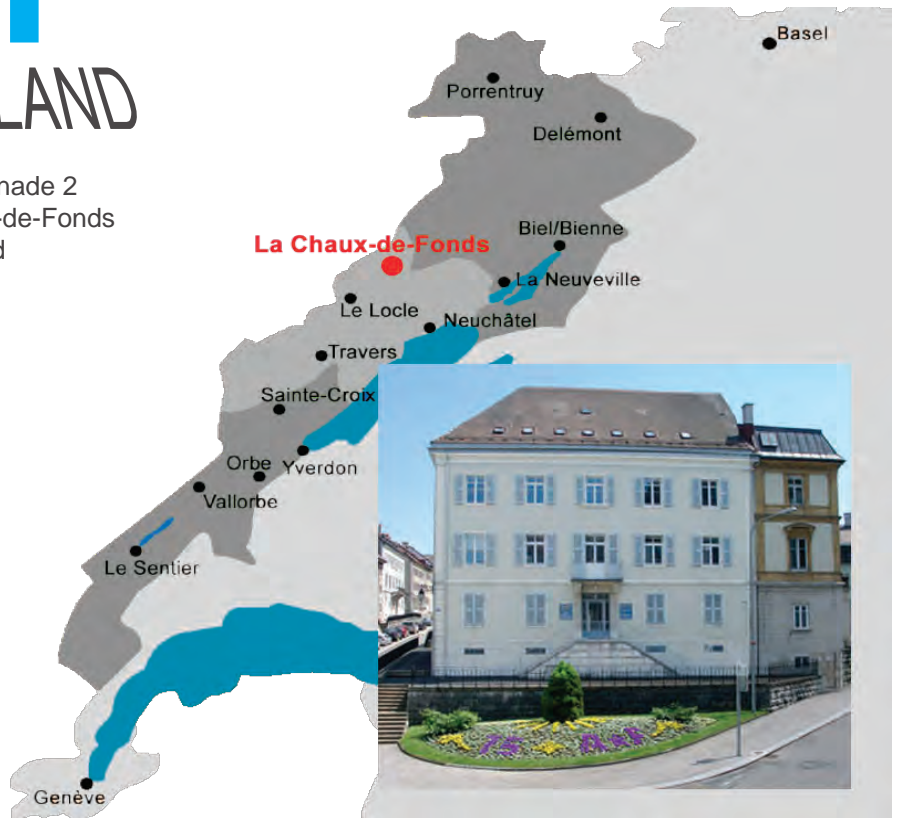 LAND
nade 2
-de-Fonds
d
Basel
Porrentruy
Delémont
Biel/Bienne
La Chaux-de-Fonds
La Neuveville
Le Locle
Neuchâtel
Travers
Sainte-Croix
Orbe
Yverdon
Vallorbe
Le Sentier
Genève
15